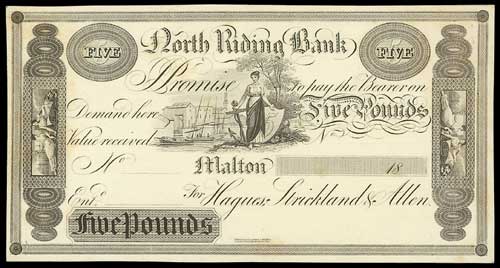 FIVE North Riding Bank FIVE
I Promise to pay the Bearer on
Demand here Five Pounds
Value received
No Malton 18
Entd. For Hagues, Strickland & Allen.
Five Pounds